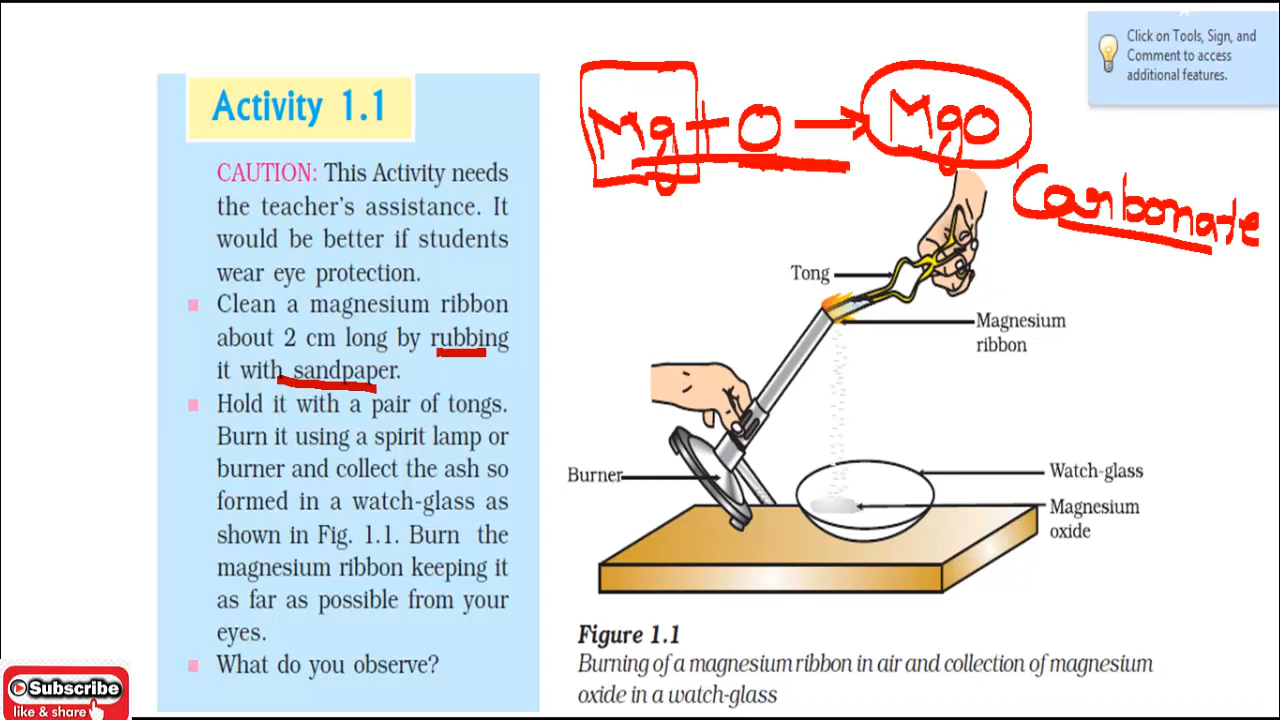 Click on Tools, Sign, and
Comment to access
additional features.
Activity 1.1
Mg + O → MgO
Carbonate
CAUTION: This Activity needs
the teacher's assistance. It
would be better if students
wear eye protection.
Clean a magnesium ribbon
about 2 cm long by rubbing
it with sandpaper.
Hold it with a pair of tongs.
Burn it using a spirit lamp or
burner and collect the ash so
formed in a watch-glass as
shown in Fig. 1.1. Burn the
magnesium ribbon keeping it
as far as possible from your
eyes.
What do you observe?
Tong
Magnesium
ribbon
Burner
Watch-glass
Magnesium
oxide
Figure 1.1
Burning of a magnesium ribbon in air and collection of magnesium
oxide in a watch-glass
Subscribe
like & share